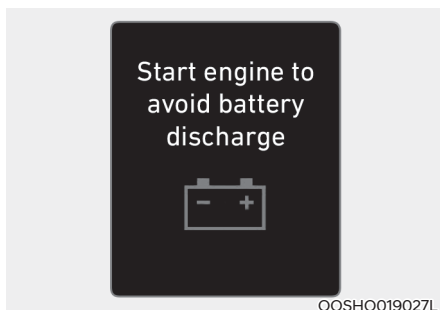 Start engine to
avoid battery
discharge
− +
OOSHO019027L